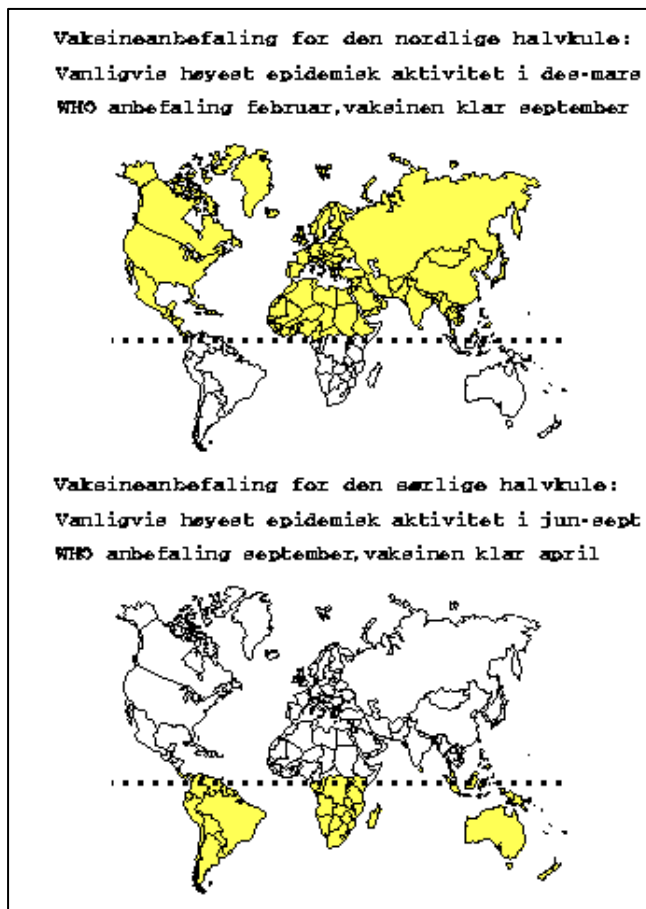 Vaksineanbefaling for den nordlige halvkule:
Vanligvis høyest epidemisk aktivitet i des-mars
WHO anbefaling februar,vaksinen klar september
Vaksineanbefaling for den sørlige halvkule:
Vanligvis høyest epidemisk aktivitet i jun-sept
WHO anbefaling september,vaksinen klar april